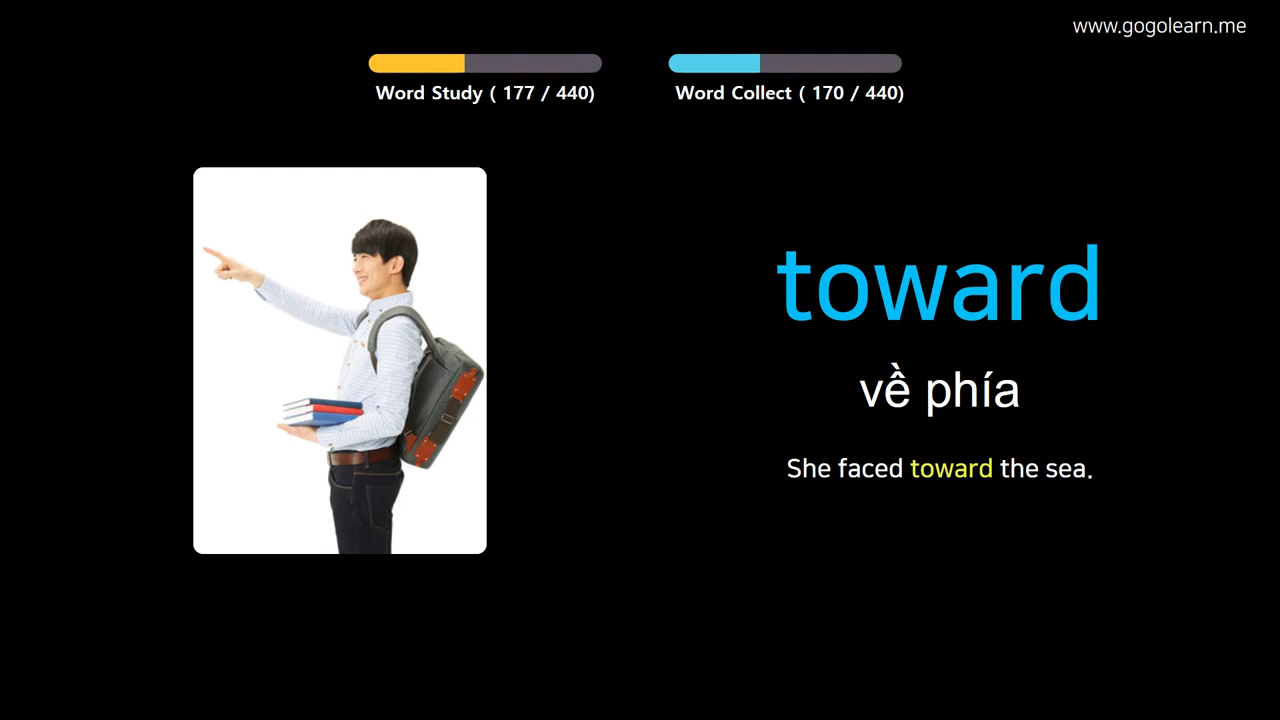 www.gogolearn.me
Word Study ( 177 / 440)
Word Collect ( 170 / 440)
toward
về phía
She faced toward the sea.